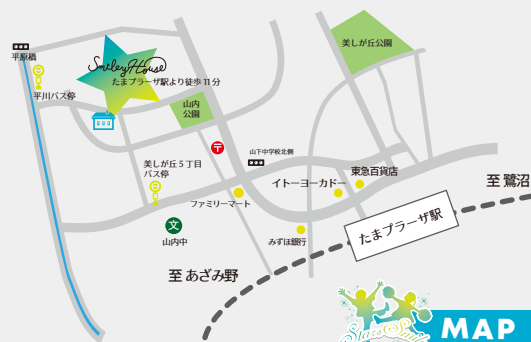 平原橋
平川バス停
Smiley House
たまプラーザ駅より徒歩11分
美しが丘公園
山内
公園
〒
山下中学校北側
美しが丘5丁目
バス停
イトーヨーカドー
東急百貨店
至 鷺沼
ファミリーマート
文
山内中
みずほ銀行
たまプラーザ駅
至 あざみ野
MAP